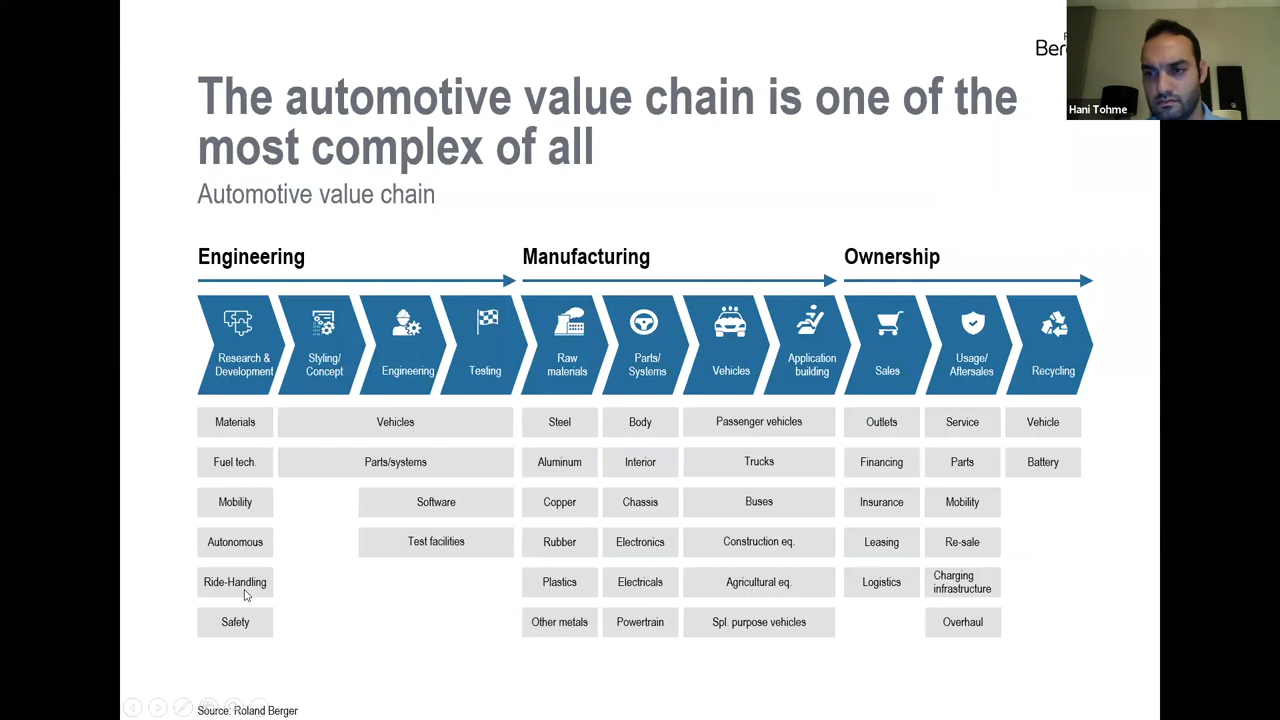 Ber
Hani Tohme
The automotive value chain is one of the
most complex of all
Automotive value chain
Engineering
Manufacturing
Ownership
Research &
Development
Styling/
Concept
Engineering
Testing
Raw
materials
Parts/
Systems
Vehicles
Application
building
Sales
Usage/
Aftersales
Recycling
Materials
Vehicles
Steel
Body
Passenger vehicles
Outlets
Service
Vehicle
Fuel tech.
Parts/systems
Aluminum
Interior
Trucks
Financing
Parts
Battery
Mobility
Software
Copper
Chassis
Buses
Insurance
Mobility
Autonomous
Test facilities
Rubber
Electronics
Construction eq.
Leasing
Re-sale
Ride-Handling
Plastics
Electricals
Agricultural eq.
Logistics
Charging
infrastructure
Safety
Other metals
Powertrain
Spl. purpose vehicles
Overhaul
Source: Roland Berger